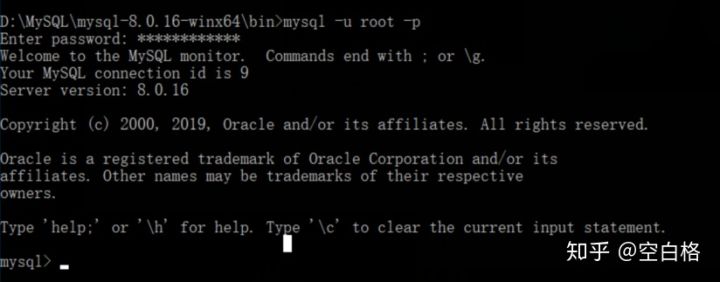 D:\MySQL\mysql-8.0.16-winx64\bin>mysql -u root -p
Enter password: ************
Welcome to the MySQL monitor.  Commands end with ; or \g.
Your MySQL connection id is 9
Server version: 8.0.16
Copyright (c) 2000, 2019, Oracle and/or its affiliates. All rights reserved.
Oracle is a registered trademark of Oracle Corporation and/or its
affiliates. Other names may be trademarks of their respective
owners.
Type 'help;' or '\h' for help. Type '\c' to clear the current input statement.
mysql> _
知乎 @空白格